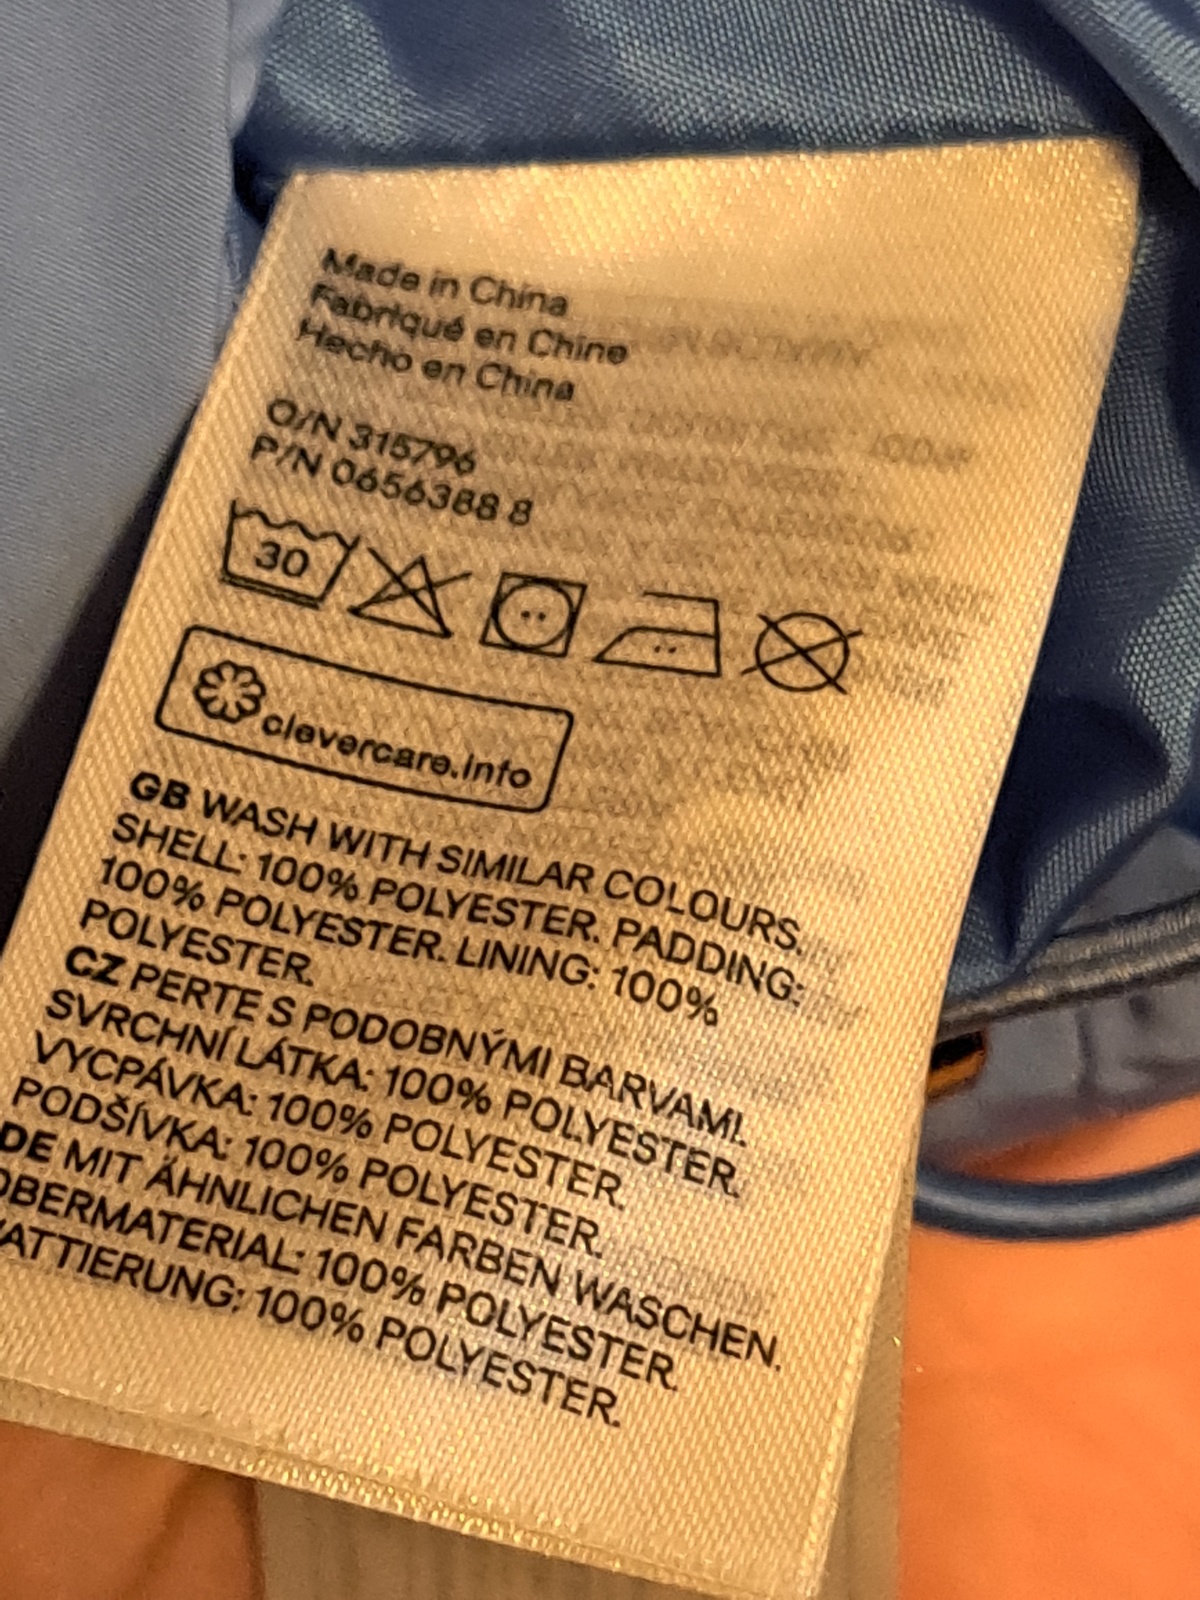 Made in China
Fabriqué en Chine
Hecho en China
O/N 315796
P/N 0656388 8
30
clevercare.info
GB WASH WITH SIMILAR COLOURS.
SHELL: 100% POLYESTER. PADDING:
100% POLYESTER. LINING: 100%
POLYESTER.
CZ PERTE S PODOBNÝMI BARVAMI.
SVRCHNÍ LÁTKA: 100% POLYESTER.
VYCPÁVKA: 100% POLYESTER.
PODŠÍVKA: 100% POLYESTER.
DE MIT ÄHNLICHEN FARBEN WASCHEN.
OBERMATERIAL: 100% POLYESTER.
WATTIERUNG: 100% POLYESTER.